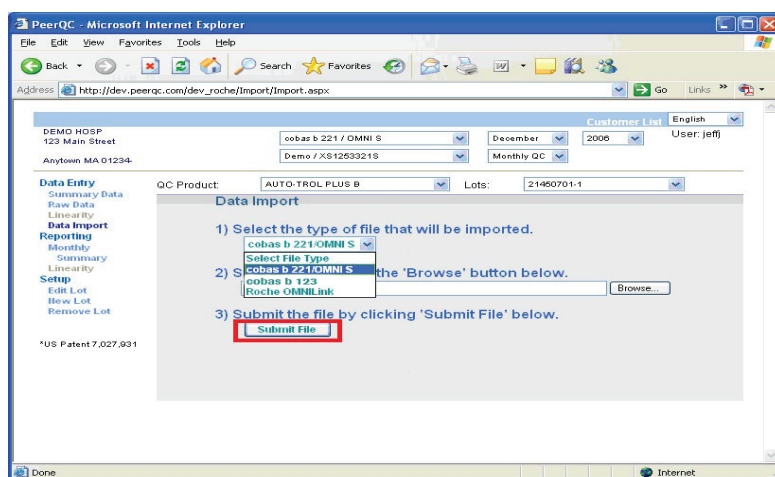 PeerQC - Microsoft Internet Explorer
File Edit View Favorites Tools Help
Back Search Favorites
Address http://dev.peerqc.com/dev_roche/Import/Import.aspx Go Links »
Customer List English
DEMO HOSP
123 Main Street
cobas b 221 / OMNI S December 2006 User: jeffj
Anytown MA 01234-
Demo / XS1253321S Monthly QC
Data Entry
Summary Data
Raw Data
Linearity
Data Import
Reporting
Monthly
Summary
Linearity
Setup
Edit Lot
New Lot
Remove Lot
*US Patent 7,027,931
QC Product: AUTO-TROL PLUS B Lots: 21450701-1
Data Import
1) Select the type of file that will be imported.
cobas b 221/OMNI S
Select File Type
cobas b 221/OMNI S
cobas b 123
Roche OMNILink
2) S the 'Browse' button below.
Browse...
3) Submit the file by clicking 'Submit File' below.
Submit File
Done Internet